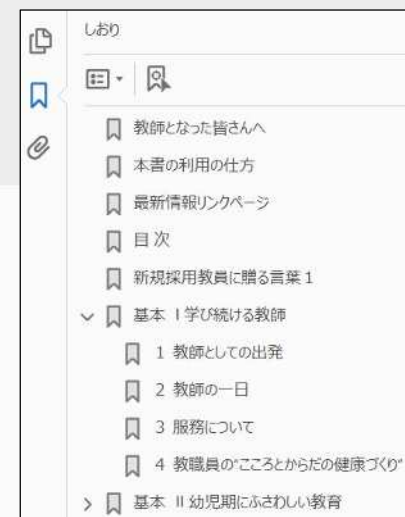 しおり
教師となった皆さんへ
本書の利用の仕方
最新情報リンクページ
目 次
新規採用教員に贈る言葉 1
基本 Ⅰ 学び続ける教師
1 教師としての出発
2 教師の一日
3 服務について
4 教職員の“こころとからだの健康づくり”
基本 Ⅱ 幼児期にふさわしい教育